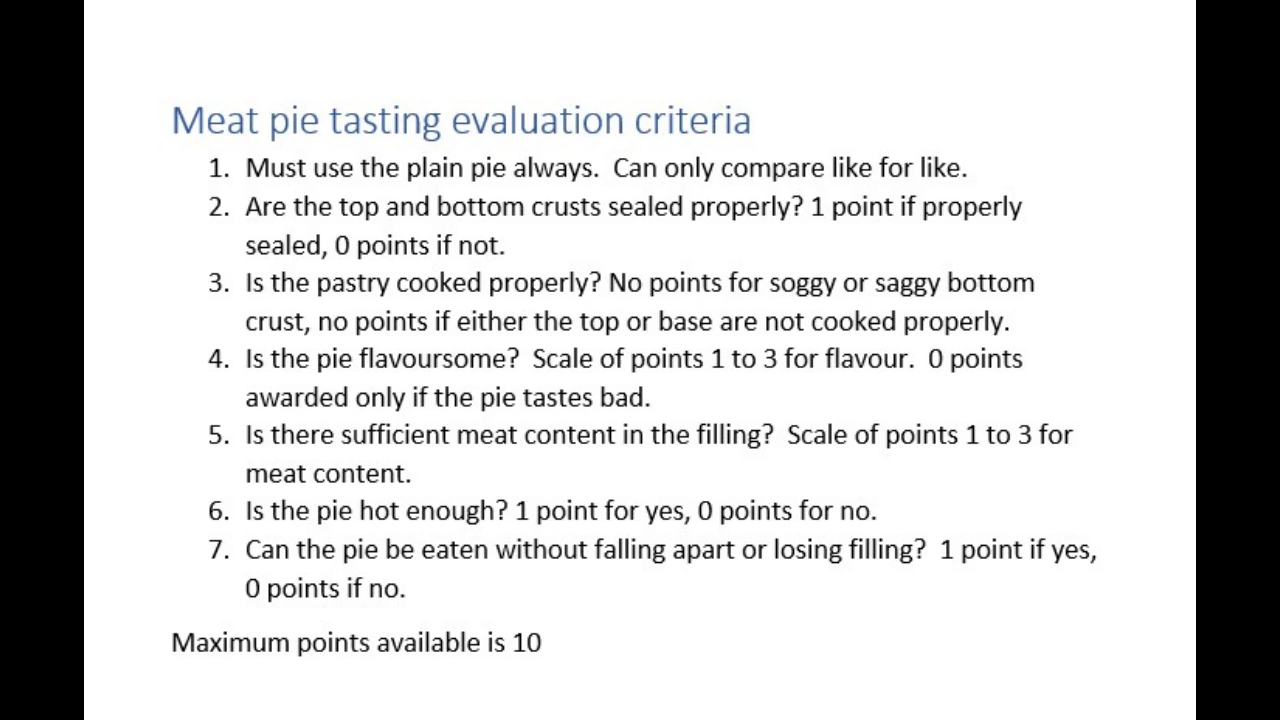 Meat pie tasting evaluation criteria
1. Must use the plain pie always.  Can only compare like for like.
2. Are the top and bottom crusts sealed properly? 1 point if properly
sealed, 0 points if not.
3. Is the pastry cooked properly? No points for soggy or saggy bottom
crust, no points if either the top or base are not cooked properly.
4. Is the pie flavoursome?  Scale of points 1 to 3 for flavour.  0 points
awarded only if the pie tastes bad.
5. Is there sufficient meat content in the filling?  Scale of points 1 to 3 for
meat content.
6. Is the pie hot enough? 1 point for yes, 0 points for no.
7. Can the pie be eaten without falling apart or losing filling?  1 point if yes,
0 points if no.
Maximum points available is 10